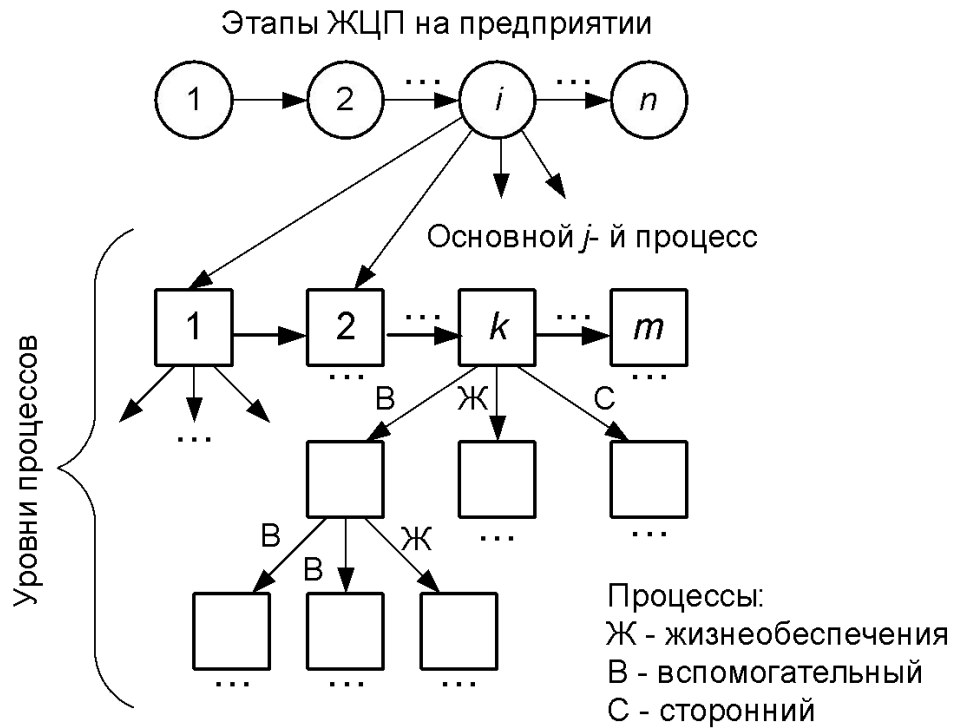 Этапы ЖЦП на предприятии
1 2 ... i ... n
Основной j- й процесс
Уровни процессов
1 2 ... k ... m
... ...
В Ж С
...
... ...
В В Ж
... ... ...
Процессы:
Ж - жизнеобеспечения
В - вспомогательный
С - сторонний